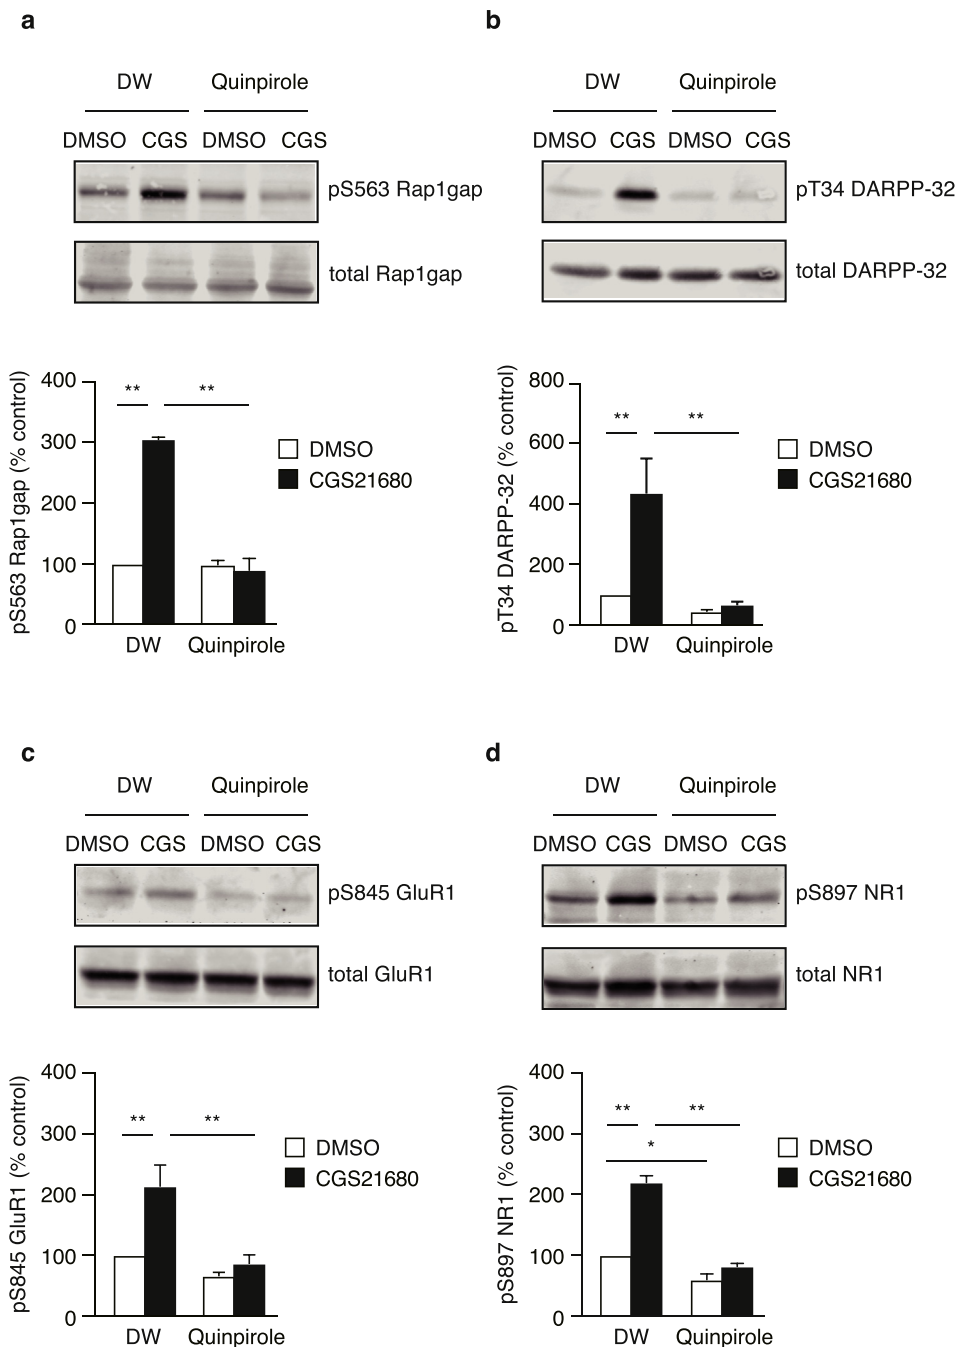 a
DW Quinpirole
DMSO CGS DMSO CGS
pS563 Rap1gap
total Rap1gap
pS563 Rap1gap (% control)
400
300
200
100
0
** **
DMSO
CGS21680
DW Quinpirole
b
DW Quinpirole
DMSO CGS DMSO CGS
pT34 DARPP-32
total DARPP-32
pT34 DARPP-32 (% control)
800
600
400
200
0
** **
DMSO
CGS21680
DW Quinpirole
c
DW Quinpirole
DMSO CGS DMSO CGS
pS845 GluR1
total GluR1
pS845 GluR1 (% control)
400
300
200
100
0
** **
DMSO
CGS21680
DW Quinpirole
d
DW Quinpirole
DMSO CGS DMSO CGS
pS897 NR1
total NR1
pS897 NR1 (% control)
400
300
200
100
0
** **
*
DMSO
CGS21680
DW Quinpirole